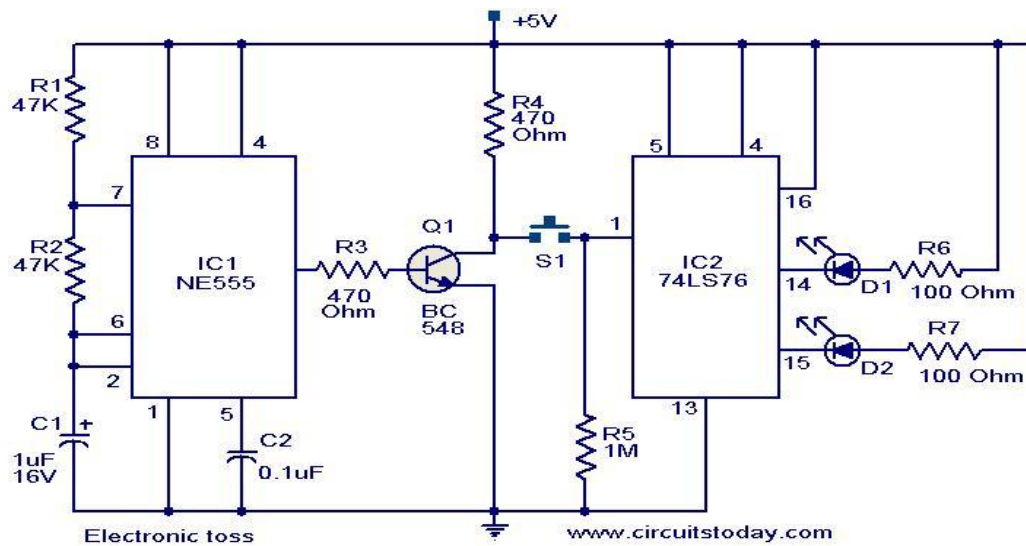 +5V
R1
47K
R4
470
Ohm
8
4
5
4
7
16
1
R2
47K
Q1
IC1
NE555
R3
470
Ohm
S1
IC2
74LS76
R6
14
D1
100 Ohm
BC
548
6
2
R7
15
D2
100 Ohm
1
5
13
C1
+
1uF
16V
C2
0.1uF
R5
1M
Electronic toss
www.circuitstoday.com